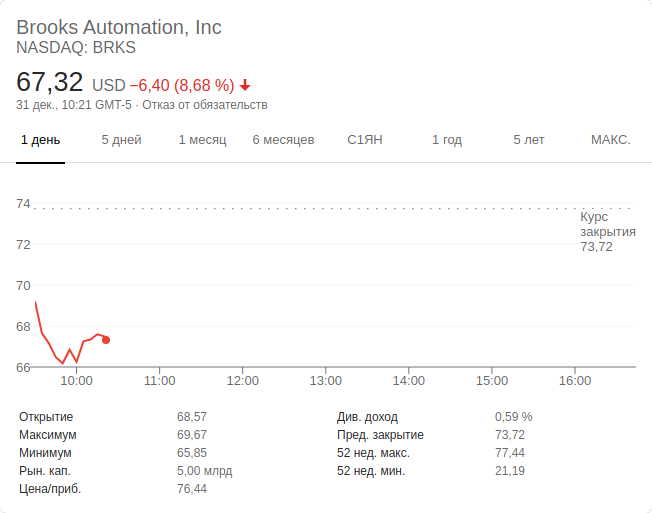 Brooks Automation, Inc
NASDAQ: BRKS
67,32 USD −6,40 (8,68 %)
31 дек., 10:21 GMT-5 · Отказ от обязательств
1 день 5 дней 1 месяц 6 месяцев С1ЯН 1 год 5 лет МАКС.
74
Курс
закрытия
73,72
72
70
68
66
10:00 11:00 12:00 13:00 14:00 15:00 16:00
Открытие 68,57
Максимум 69,67
Минимум 65,85
Рын. кап. 5,00 млрд
Цена/приб. 76,44
Див. доход 0,59 %
Пред. закрытие 73,72
52 нед. макс. 77,44
52 нед. мин. 21,19